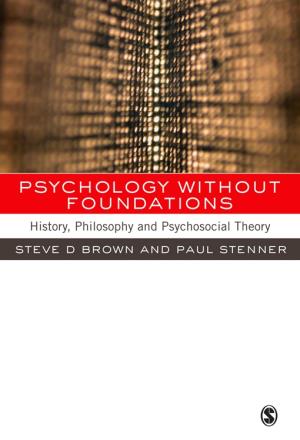 PSYCHOLOGY WITHOUT
FOUNDATIONS
History, Philosophy and Psychosocial Theory
STEVE D BROWN AND PAUL STENNER
SAGE